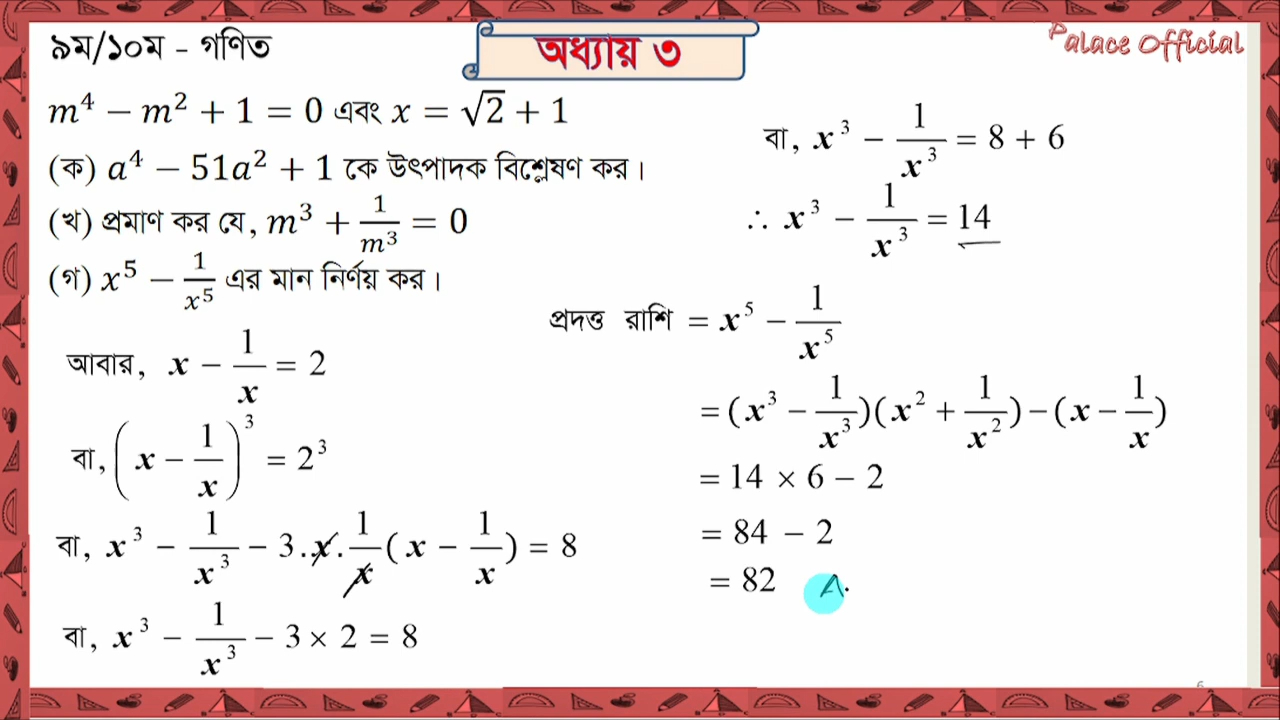 ৯ম/১০ম - গণিত
অধ্যায় ৩
Palace Official
m⁴ − m² + 1 = 0 এবং x = √2 + 1
(ক) a⁴ − 51a² + 1 কে উৎপাদক বিশ্লেষণ কর।
(খ) প্রমাণ কর যে, m³ + 1/m³ = 0
(গ) x⁵ − 1/x⁵ এর মান নির্ণয় কর।
আবার, x − 1/x = 2
বা, (x − 1/x)³ = 2³
বা, x³ − 1/x³ − 3.x.1/x(x − 1/x) = 8
বা, x³ − 1/x³ − 3 × 2 = 8
বা, x³ − 1/x³ = 8 + 6
∴ x³ − 1/x³ = 14
প্রদত্ত রাশি = x⁵ − 1/x⁵
= (x³ − 1/x³)(x² + 1/x²) − (x − 1/x)
= 14 × 6 − 2
= 84 − 2
= 82 A.